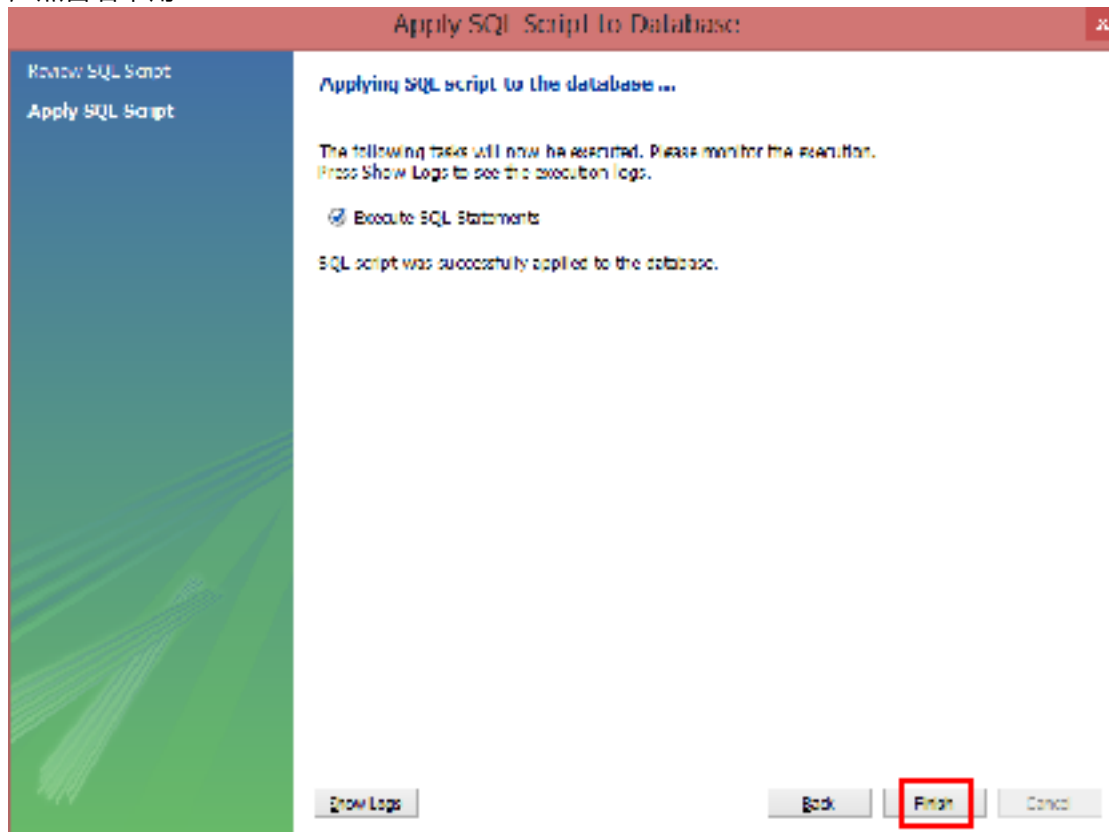 Apply SQL Script to Database
x
Review SQL Script
Apply SQL Script
Applying SQL script to the database ...
The following tasks will now be executed. Please monitor the execution.
Press Show Logs to see the execution logs.
Execute SQL Statements
SQL script was successfully applied to the database.
Show Logs
Back
Finish
Cancel